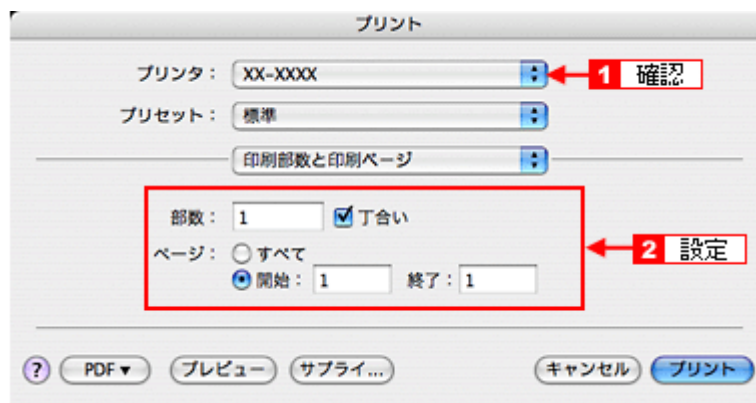 プリント
プリンタ： XX-XXXX 1 確認
プリセット： 標準
印刷部数と印刷ページ
部数： 1 丁合い
ページ： すべて
開始： 1 終了： 1 2 設定
? PDF▼ プレビュー サプライ... キャンセル プリント